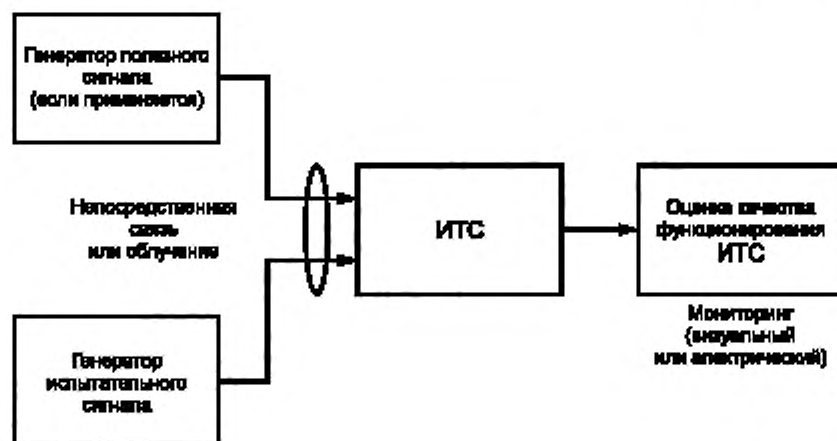 Генератор полезного
сигнала
(если применяется)
Непосредственная
связь
или облучение
ИТС
Оценка качества
функционирования
ИТС
Мониторинг
(визуальный
или электрический)
Генератор
испытательного
сигнала